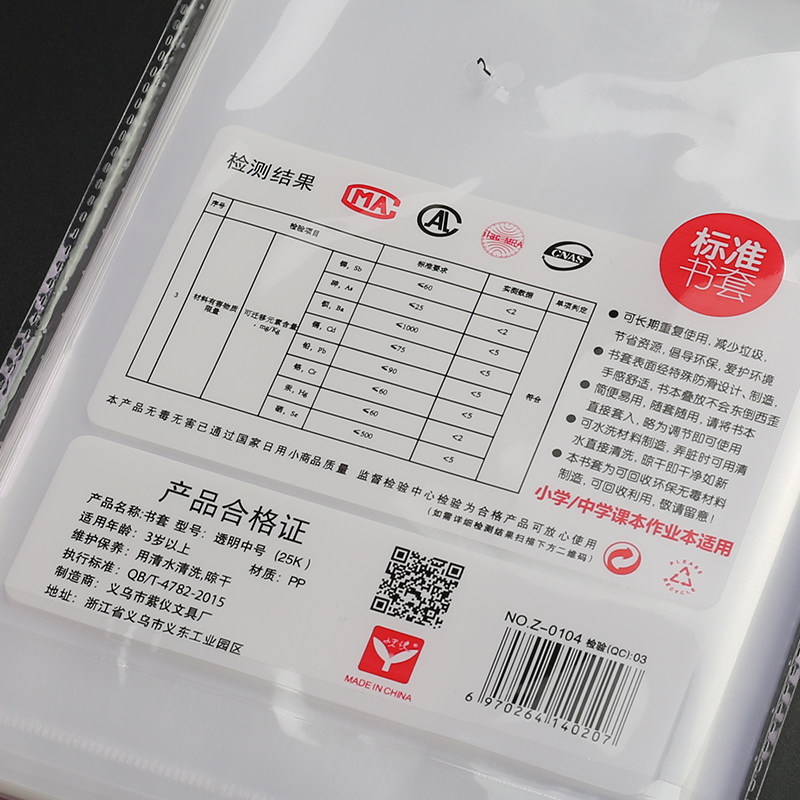 检测结果
MA
AL
ilac-MRA
CNAS
标准
书套
序号 检验项目 标准要求 实测数据 单项判定
3 材料有害物质限量 可迁移元素含量, mg/Kg 符合
锑, Sb ≤60 <2
砷, As ≤25 <2
钡, Ba ≤1000 <5
镉, Cd ≤75 <5
铅, Pb ≤90 <5
铬, Cr ≤60 <5
汞, Hg ≤60 <2
硒, Se ≤500 <5
本产品无毒无害已通过国家日用小商品质量 监督检验中心检验为合格产品可放心使用
(如需详细检测结果扫描下方二维码)
● 可长期重复使用, 减少垃圾,
节省资源, 倡导环保, 爱护环境
● 书套表面经特殊防滑设计、制造,
手感舒适, 书本叠放不会东倒西歪
● 简便易用, 随套随用, 请将书本
直接套入, 略为调节即可使用
● 可水洗材料制造, 弄脏时可用清
水直接清洗, 晾干即干净如新
● 本书套为可回收环保无毒材料
制造, 可回收利用, 敬请留意!
小学/中学课本作业本适用
PLEASE RECYCLE
产品合格证
产品名称:书套 型号: 透明中号 (25K)
适用年龄: 3岁以上 材质: PP
维护保养: 用清水清洗,晾干
执行标准: QB/T-4782-2015
制造商: 义乌市紫仪文具厂
地址: 浙江省义乌市义东工业园区
MADE IN CHINA
NO.Z-0104 检验(QC):03
6 970264 140207